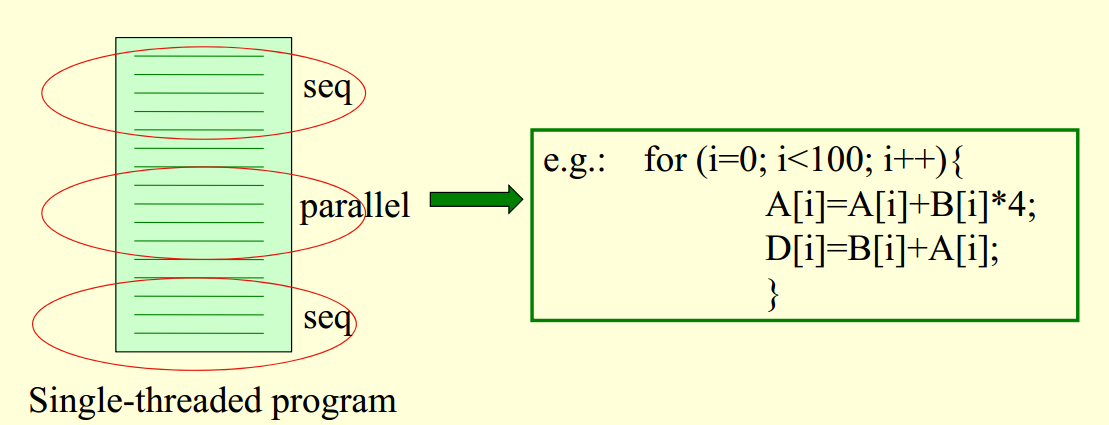 seq
parallel
seq
Single-threaded program
e.g.: for (i=0; i<100; i++){
A[i]=A[i]+B[i]*4;
D[i]=B[i]+A[i];
}